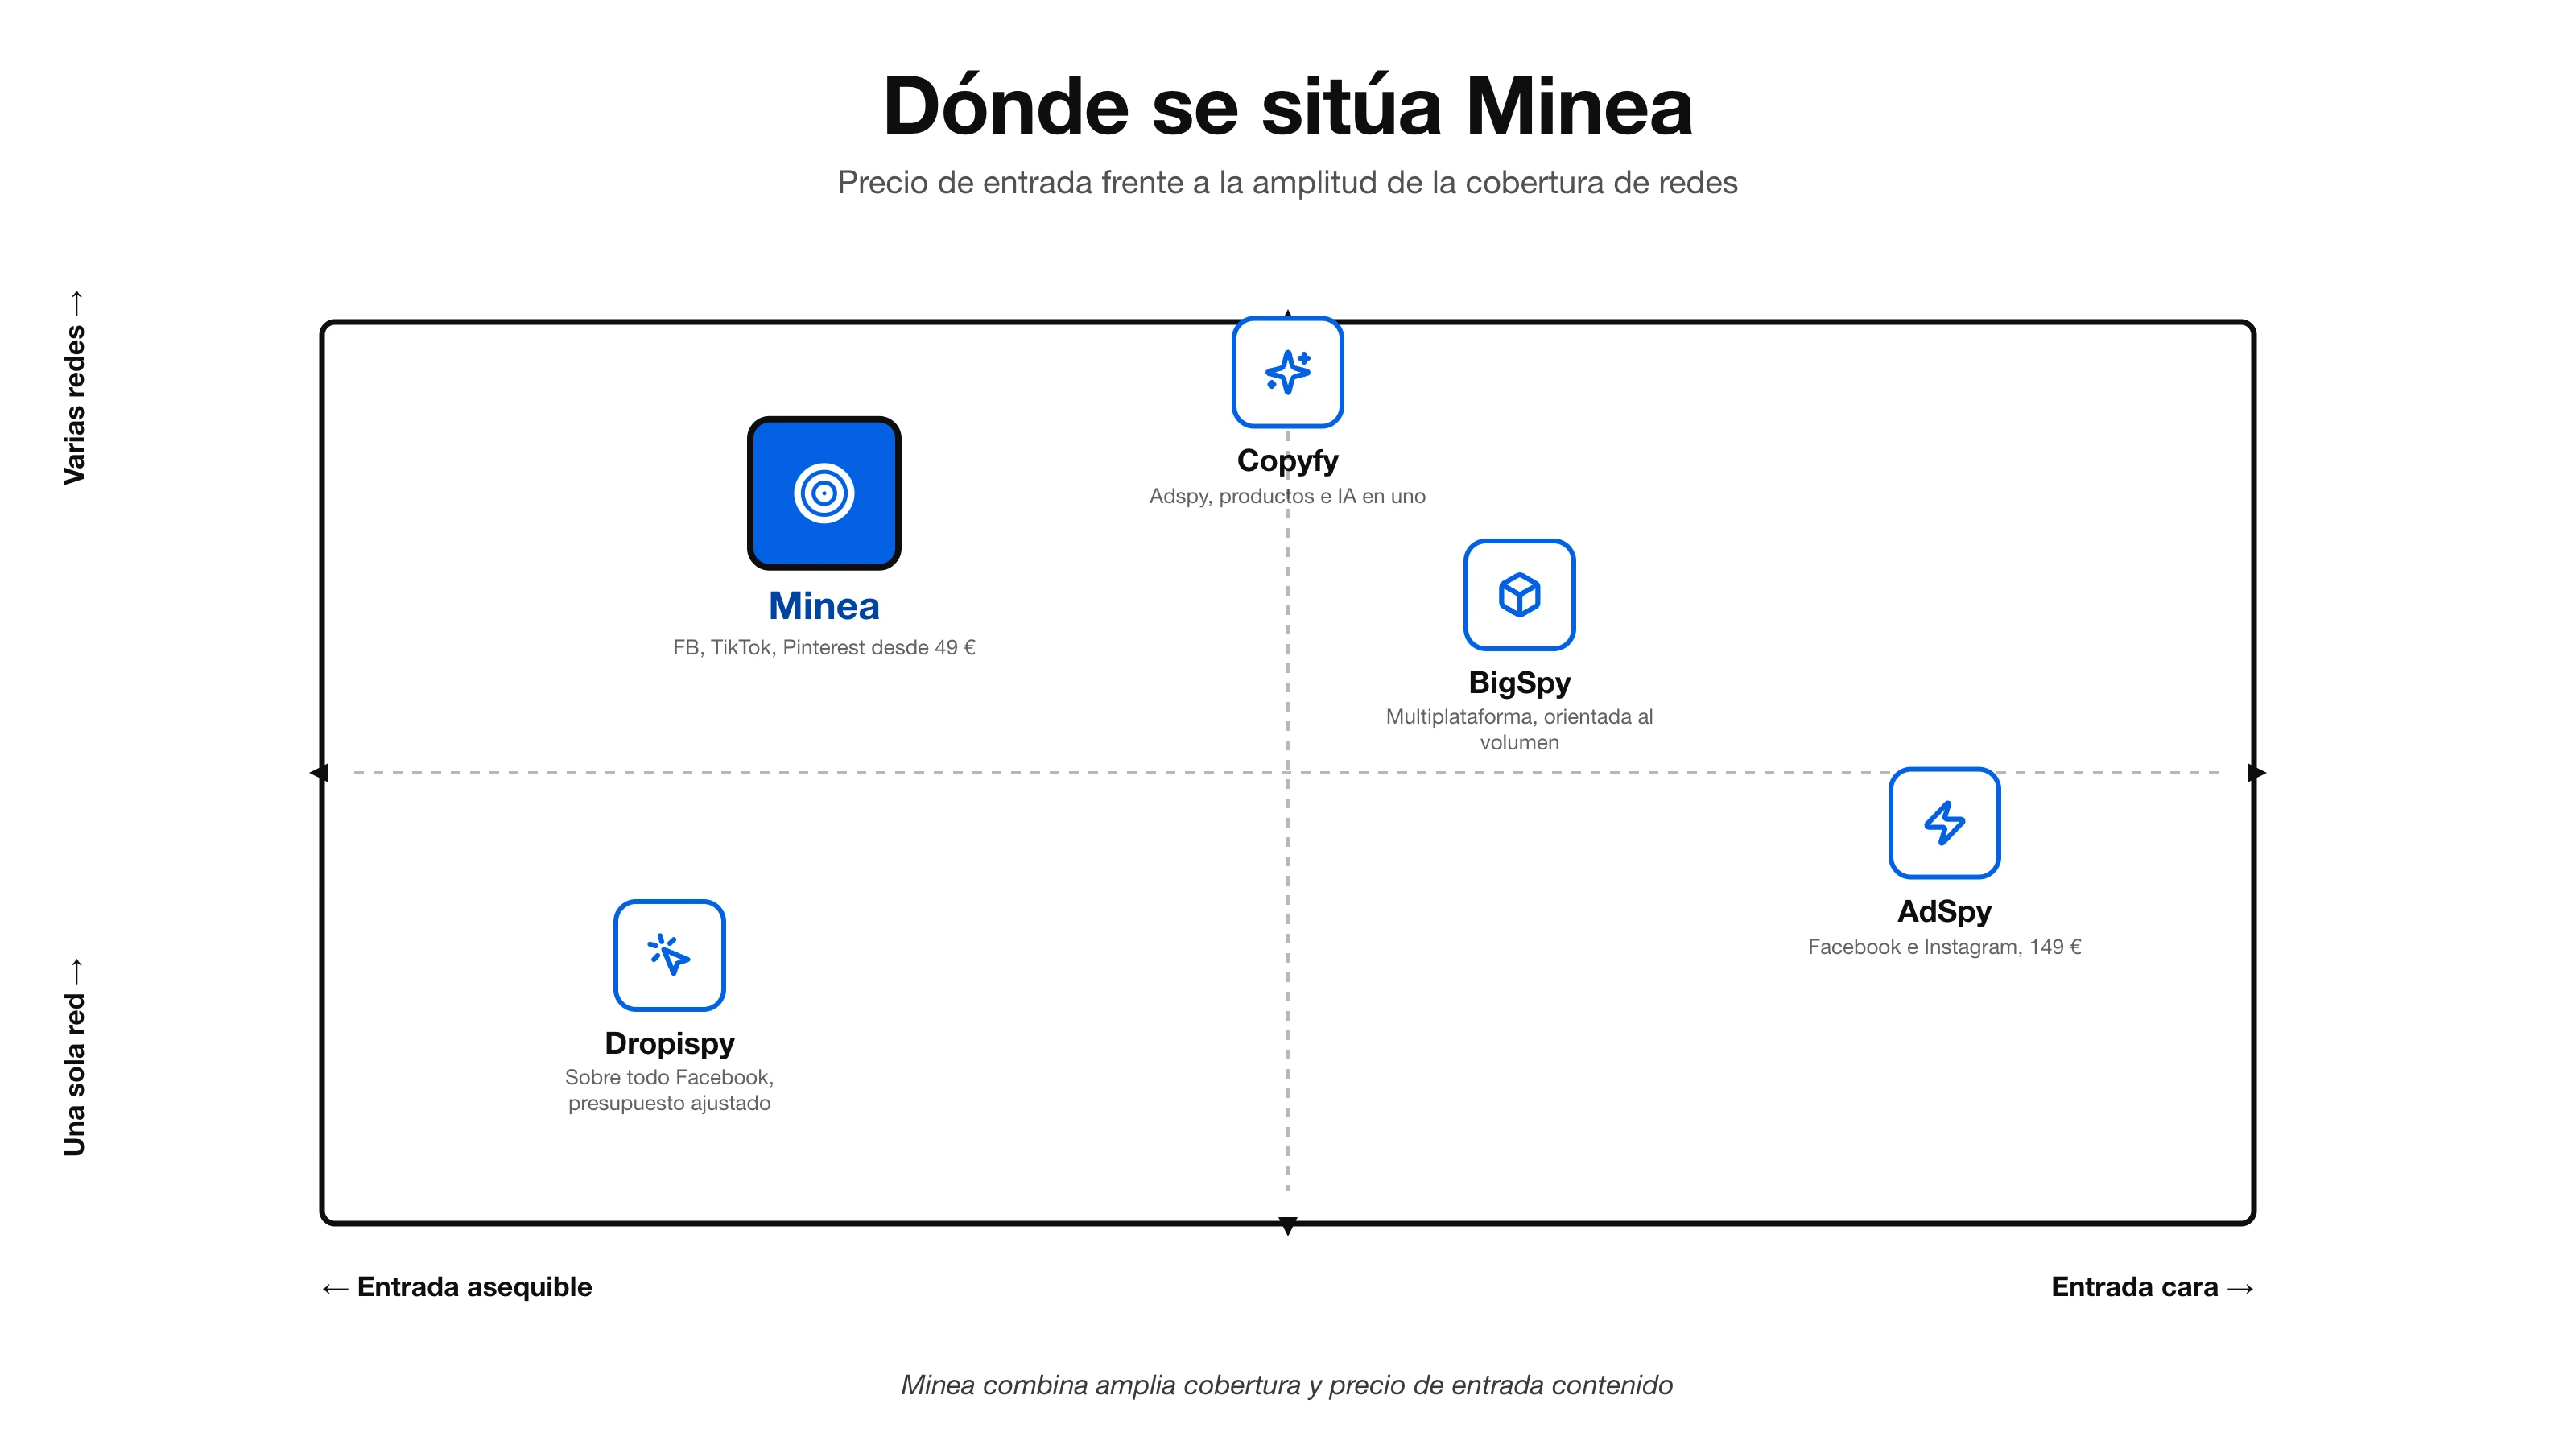 Dónde se sitúa Minea
Precio de entrada frente a la amplitud de la cobertura de redes
Varias redes →
Una sola red →
Copyfy
Adspy, productos e IA en uno
Minea
FB, TikTok, Pinterest desde 49 €
BigSpy
Multiplataforma, orientada al
volumen
AdSpy
Facebook e Instagram, 149 €
Dropispy
Sobre todo Facebook,
presupuesto ajustado
← Entrada asequible
Entrada cara →
Minea combina amplia cobertura y precio de entrada contenido